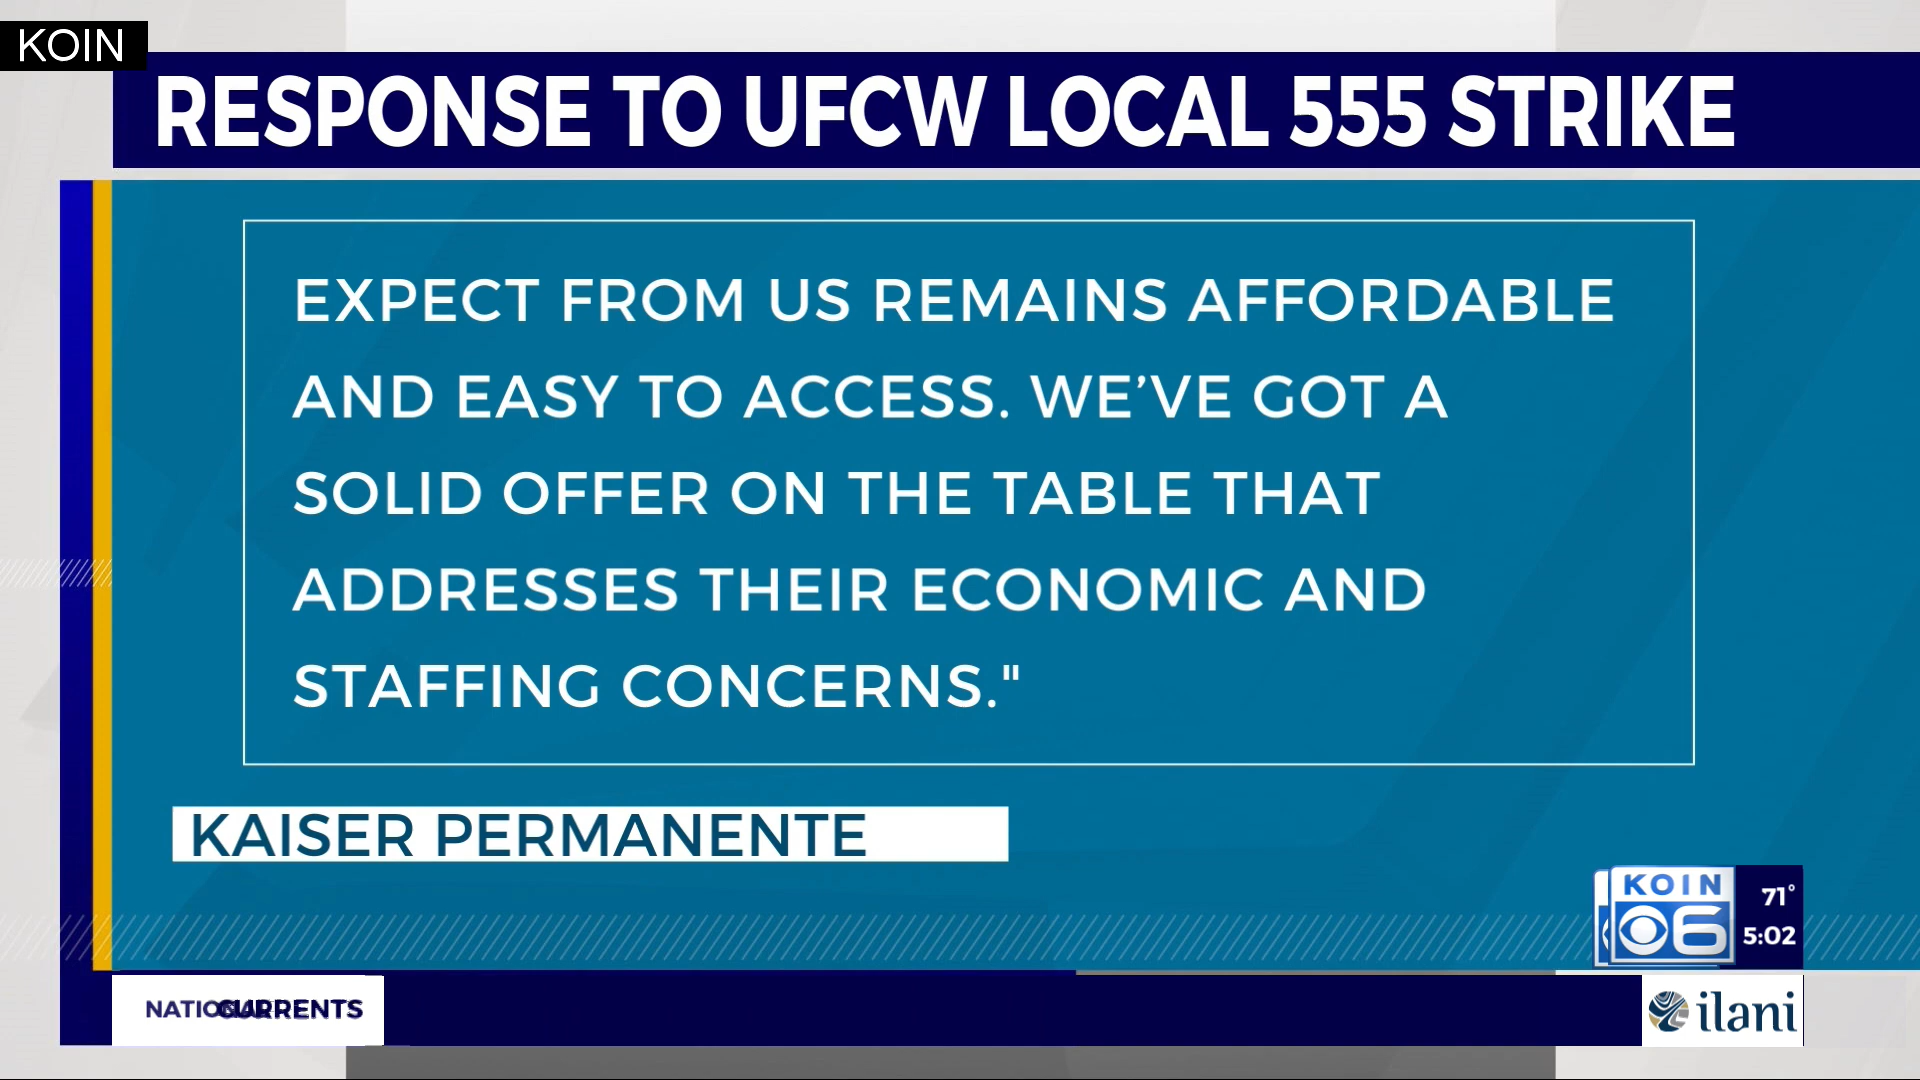 KOIN
RESPONSE TO UFCW LOCAL 555 STRIKE
EXPECT FROM US REMAINS AFFORDABLE
AND EASY TO ACCESS. WE’VE GOT A
SOLID OFFER ON THE TABLE THAT
ADDRESSES THEIR ECONOMIC AND
STAFFING CONCERNS."
KAISER PERMANENTE
KOIN
6
71°
5:02
ilani